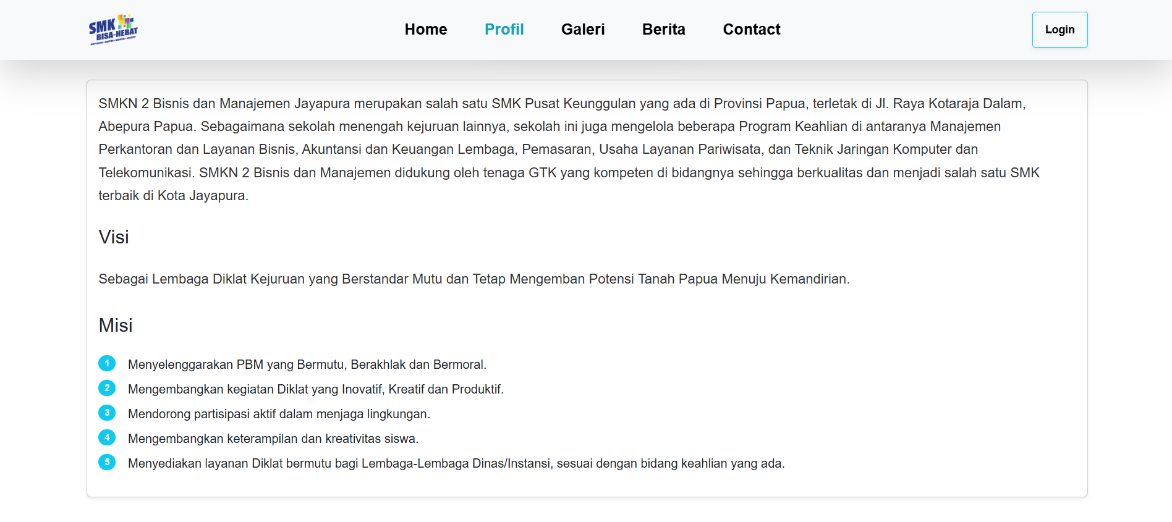 SMK
BISA-HEBAT
Home Profil Galeri Berita Contact Login
SMKN 2 Bisnis dan Manajemen Jayapura merupakan salah satu SMK Pusat Keunggulan yang ada di Provinsi Papua, terletak di Jl. Raya Kotaraja Dalam,
Abepura Papua. Sebagaimana sekolah menengah kejuruan lainnya, sekolah ini juga mengelola beberapa Program Keahlian di antaranya Manajemen
Perkantoran dan Layanan Bisnis, Akuntansi dan Keuangan Lembaga, Pemasaran, Usaha Layanan Pariwisata, dan Teknik Jaringan Komputer dan
Telekomunikasi. SMKN 2 Bisnis dan Manajemen didukung oleh tenaga GTK yang kompeten di bidangnya sehingga berkualitas dan menjadi salah satu SMK
terbaik di Kota Jayapura.
Visi
Sebagai Lembaga Diklat Kejuruan yang Berstandar Mutu dan Tetap Mengemban Potensi Tanah Papua Menuju Kemandirian.
Misi
1 Menyelenggarakan PBM yang Bermutu, Berakhlak dan Bermoral.
2 Mengembangkan kegiatan Diklat yang Inovatif, Kreatif dan Produktif.
3 Mendorong partisipasi aktif dalam menjaga lingkungan.
4 Mengembangkan keterampilan dan kreativitas siswa.
5 Menyediakan layanan Diklat bermutu bagi Lembaga-Lembaga Dinas/Instansi, sesuai dengan bidang keahlian yang ada.